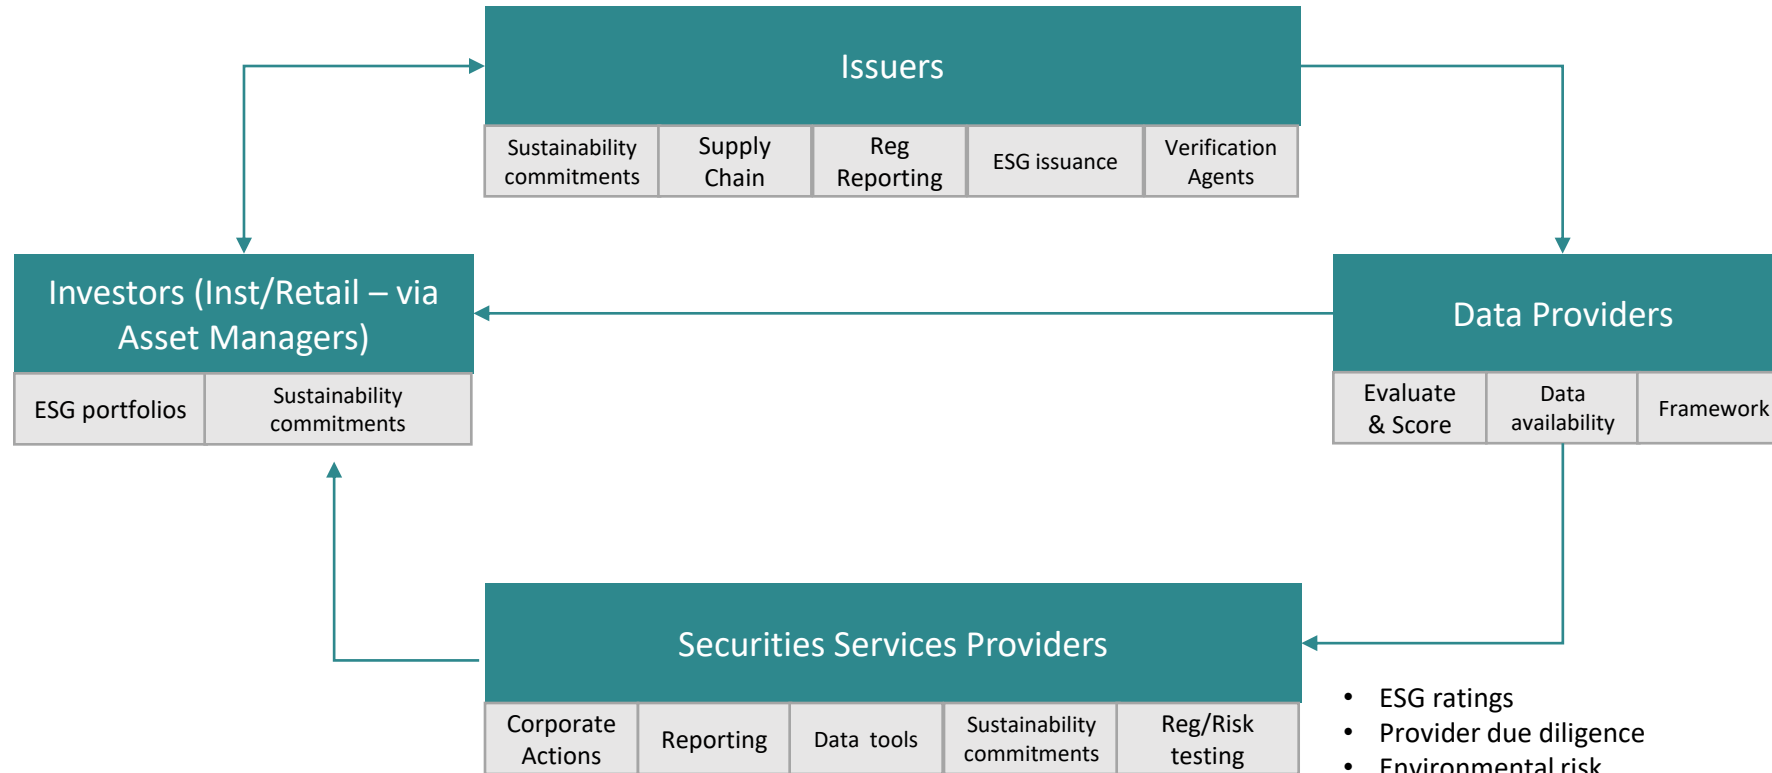 Issuers
Sustainability
commitments
Supply
Chain
Reg
Reporting
ESG issuance
Verification
Agents
Investors (Inst/Retail – via
Asset Managers)
ESG portfolios
Sustainability
commitments
Data Providers
Evaluate
& Score
Data
availability
Framework
Securities Services Providers
Corporate
Actions
Reporting
Data tools
Sustainability
commitments
Reg/Risk
testing
• ESG ratings
• Provider due diligence
• Environmental risk